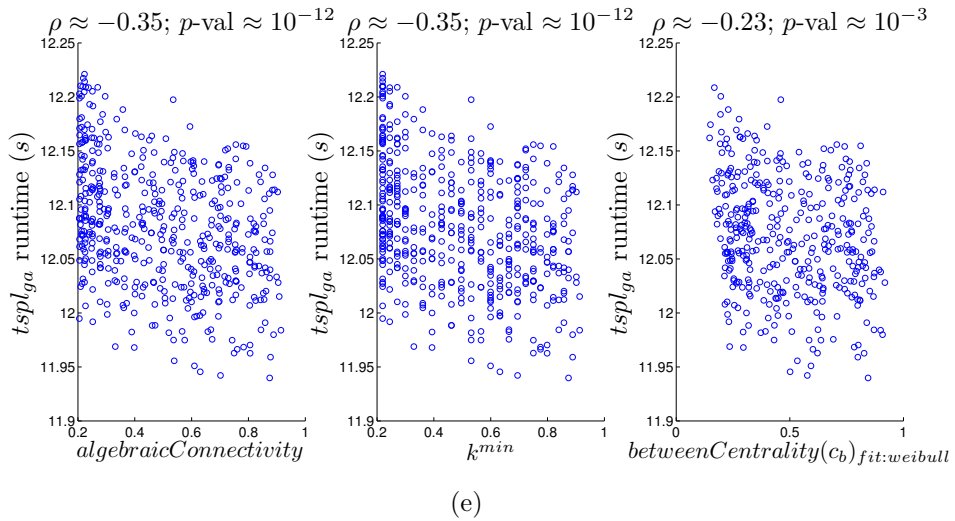 ρ ≈ −0.35; p-val ≈ 10⁻¹² ρ ≈ −0.35; p-val ≈ 10⁻¹² ρ ≈ −0.23; p-val ≈ 10⁻³
12.25 12.25 12.25
12.2 12.2 12.2
12.15 12.15 12.15
12.1 12.1 12.1
12.05 12.05 12.05
12 12 12
11.95 11.95 11.95
11.9 11.9 11.9
tspl_ga runtime (s) tspl_ga runtime (s) tspl_ga runtime (s)
0.2 0.4 0.6 0.8 1 0.2 0.4 0.6 0.8 1 0 0.5 1
algebraicConnectivity k^min betweenCentrality(c_b)_fit:weibull
(e)